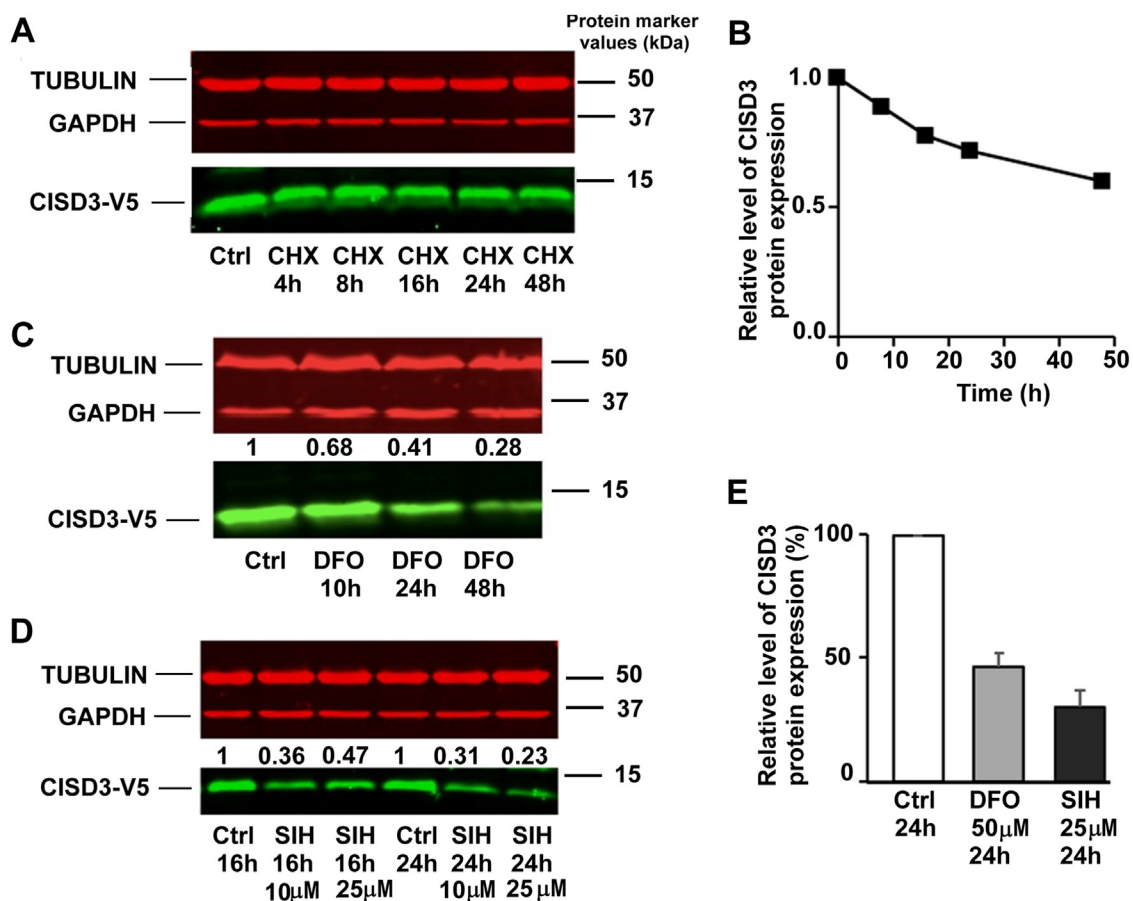 A
Protein marker
values (kDa)
TUBULIN
50
GAPDH
37
15
CISD3-V5
Ctrl CHX CHX CHX CHX CHX
4h 8h 16h 24h 48h
B
Relative level of CISD3
protein expression
1.0
0.5
0.0
0 10 20 30 40 50
Time (h)
C
TUBULIN
50
GAPDH
37
1 0.68 0.41 0.28
15
CISD3-V5
Ctrl DFO DFO DFO
10h 24h 48h
D
TUBULIN
50
GAPDH
37
1 0.36 0.47 1 0.31 0.23
15
CISD3-V5
Ctrl SIH SIH Ctrl SIH SIH
16h 16h 16h 24h 24h 24h
10µM 25µM 10µM 25µM
E
Relative level of CISD3
protein expression (%)
100
50
0
Ctrl DFO SIH
24h 50µM 25µM
24h 24h